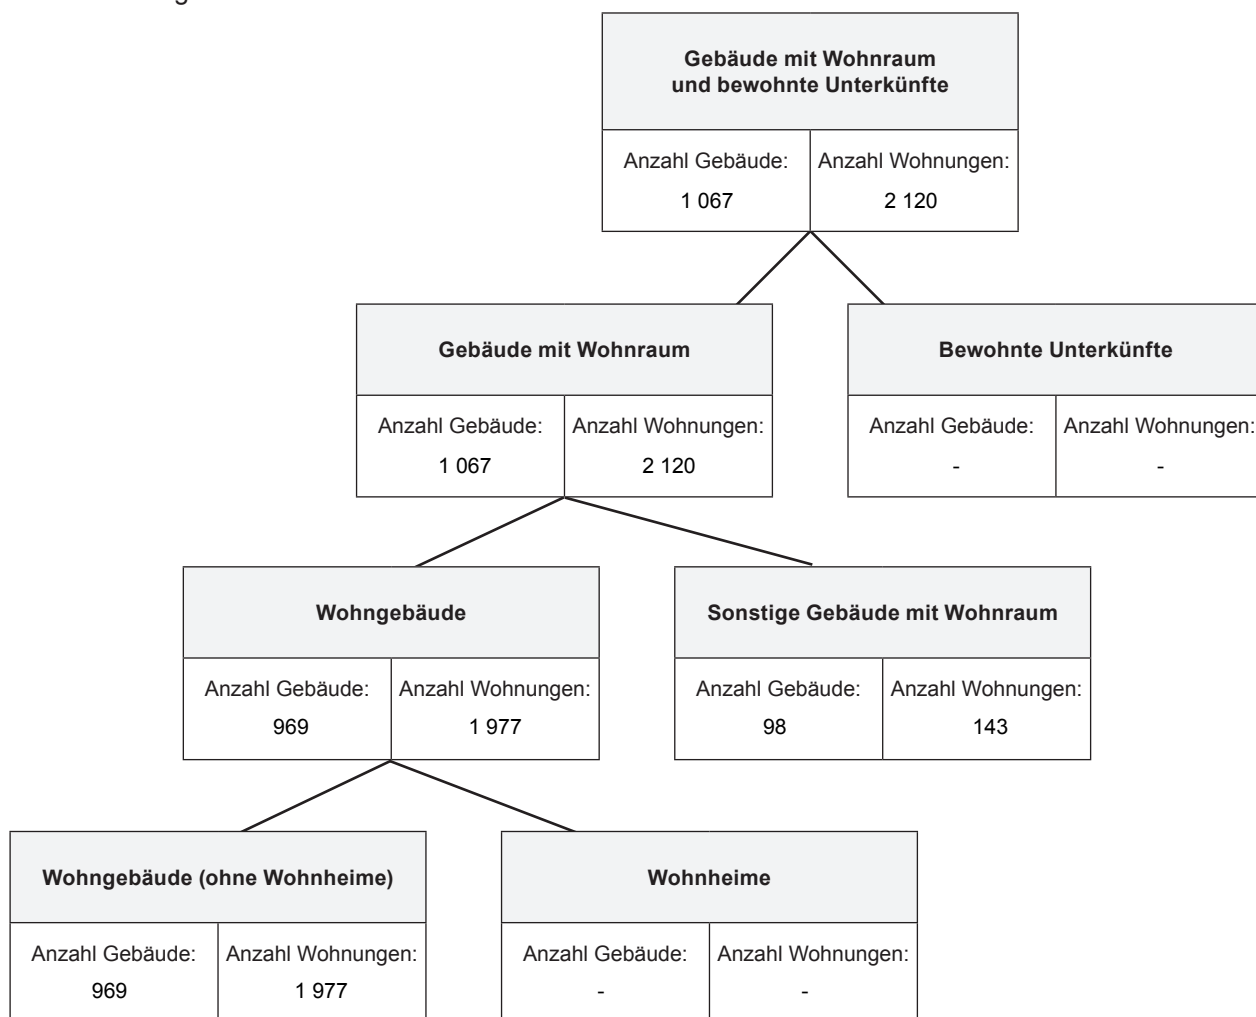 Gebäude mit Wohnraum
und bewohnte Unterkünfte
Anzahl Gebäude: Anzahl Wohnungen:
1 067 2 120
Gebäude mit Wohnraum Bewohnte Unterkünfte
Anzahl Gebäude: Anzahl Wohnungen: Anzahl Gebäude: Anzahl Wohnungen:
1 067 2 120 - -
Wohngebäude Sonstige Gebäude mit Wohnraum
Anzahl Gebäude: Anzahl Wohnungen: Anzahl Gebäude: Anzahl Wohnungen:
969 1 977 98 143
Wohngebäude (ohne Wohnheime) Wohnheime
Anzahl Gebäude: Anzahl Wohnungen: Anzahl Gebäude: Anzahl Wohnungen:
969 1 977 - -